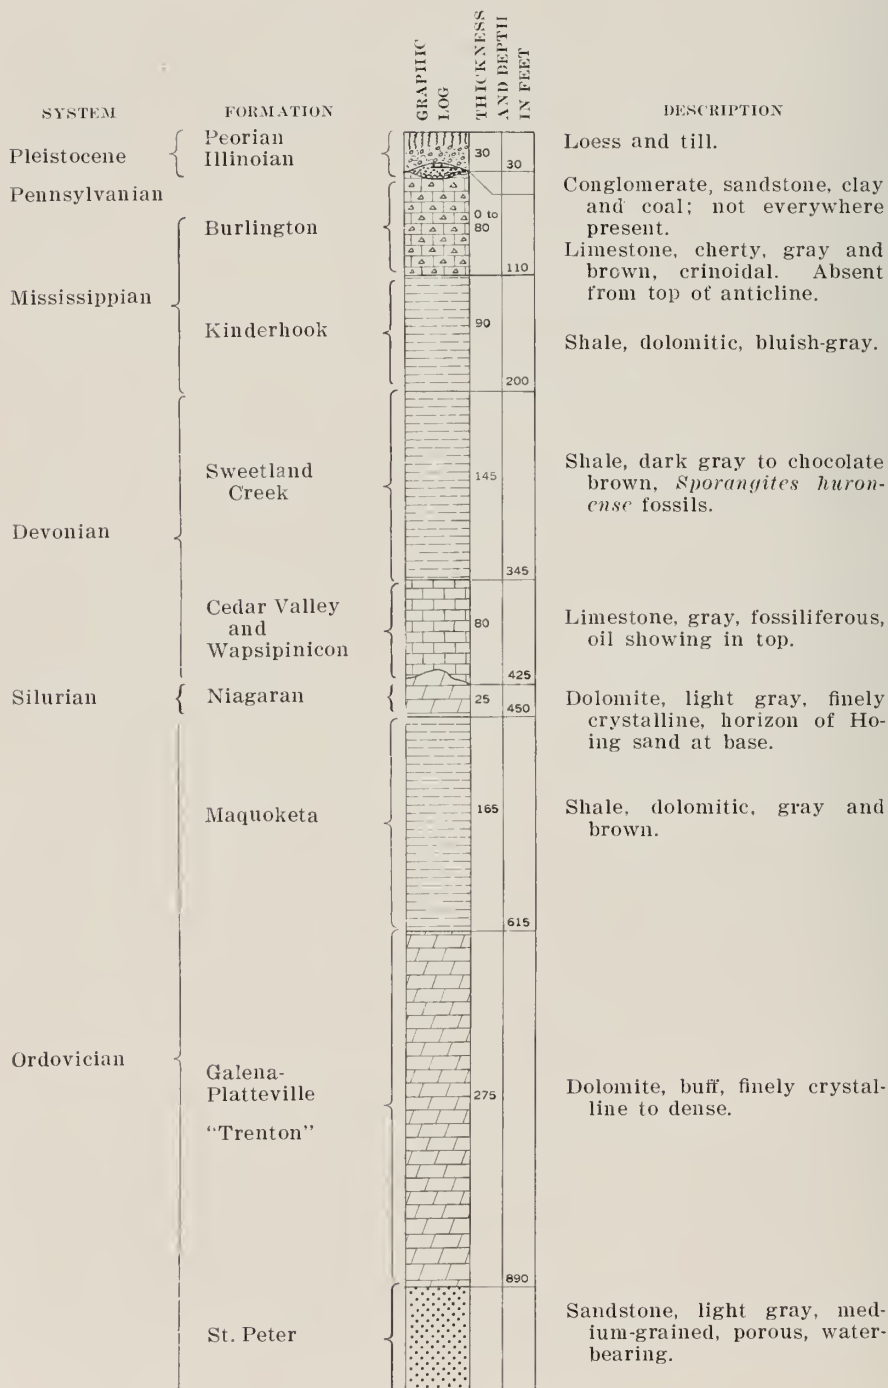 SYSTEM
FORMATION
GRAPHIC
LOG
THICKNESS
AND DEPTH
IN FEET
DESCRIPTION
Pleistocene
Peorian
Illinoian
30
30
Loess and till.
Pennsylvanian
Conglomerate, sandstone, clay
and coal; not everywhere
present.
Mississippian
Burlington
0 to
80
110
Limestone, cherty, gray and
brown, crinoidal. Absent
from top of anticline.
Kinderhook
90
200
Shale, dolomitic, bluish-gray.
Devonian
Sweetland
Creek
145
345
Shale, dark gray to chocolate
brown, Sporangites huron-
ense fossils.
Cedar Valley
and
Wapsipinicon
80
425
Limestone, gray, fossiliferous,
oil showing in top.
Silurian
Niagaran
25
450
Dolomite, light gray, finely
crystalline, horizon of Ho-
ing sand at base.
Ordovician
Maquoketa
165
615
Shale, dolomitic, gray and
brown.
Galena-
Platteville
"Trenton"
275
890
Dolomite, buff, finely crystal-
line to dense.
St. Peter
Sandstone, light gray, med-
ium-grained, porous, water-
bearing.